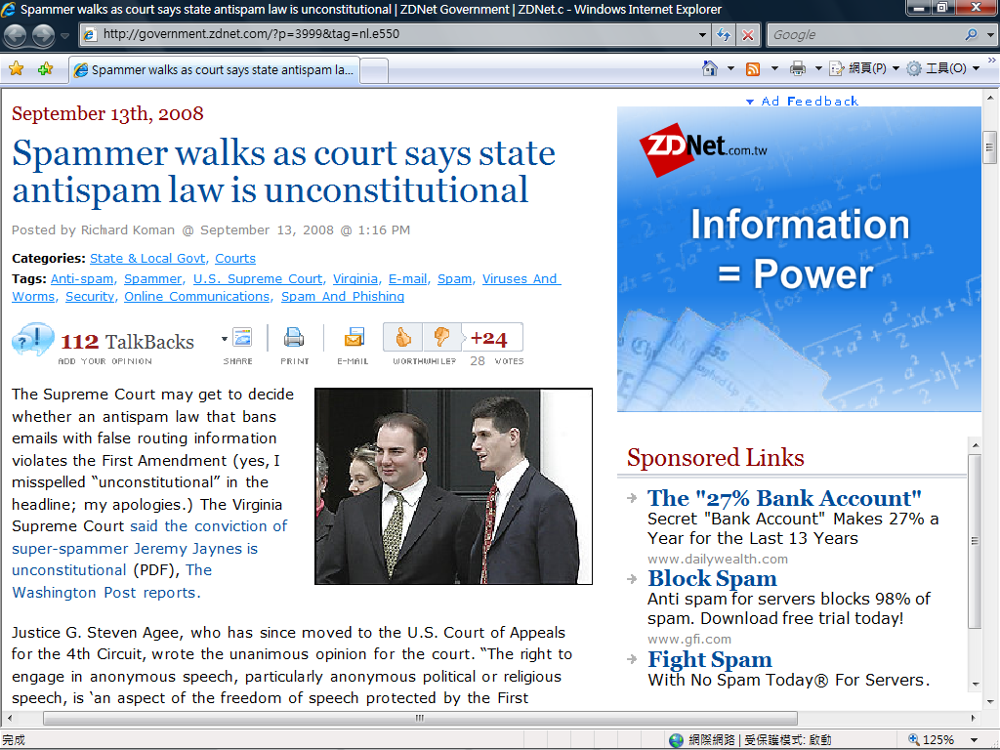 Spammer walks as court says state antispam law is unconstitutional | ZDNet Government | ZDNet.c - Windows Internet Explorer
http://government.zdnet.com/?p=3999&tag=nl.e550
Google
Spammer walks as court says state antispam la...
網頁(P)
工具(O)
Ad Feedback
September 13th, 2008
Spammer walks as court says state
antispam law is unconstitutional
Posted by Richard Koman @ September 13, 2008 @ 1:16 PM
Categories: State & Local Govt, Courts
Tags: Anti-spam, Spammer, U.S. Supreme Court, Virginia, E-mail, Spam, Viruses And
Worms, Security, Online Communications, Spam And Phishing
112 TalkBacks
ADD YOUR OPINION
SHARE
PRINT
E-MAIL
WORTHWHILE?
+24
28 VOTES
The Supreme Court may get to decide
whether an antispam law that bans
emails with false routing information
violates the First Amendment (yes, I
misspelled “unconstitutional” in the
headline; my apologies.) The Virginia
Supreme Court said the conviction of
super-spammer Jeremy Jaynes is
unconstitutional (PDF), The
Washington Post reports.
Justice G. Steven Agee, who has since moved to the U.S. Court of Appeals
for the 4th Circuit, wrote the unanimous opinion for the court. “The right to
engage in anonymous speech, particularly anonymous political or religious
speech, is ‘an aspect of the freedom of speech protected by the First
ZDNet.com.tw
Information
= Power
Sponsored Links
The "27% Bank Account"
Secret "Bank Account" Makes 27% a
Year for the Last 13 Years
www.dailywealth.com
Block Spam
Anti spam for servers blocks 98% of
spam. Download free trial today!
www.gfi.com
Fight Spam
With No Spam Today® For Servers.
完成
網際網路 | 受保護模式: 啟動
125%